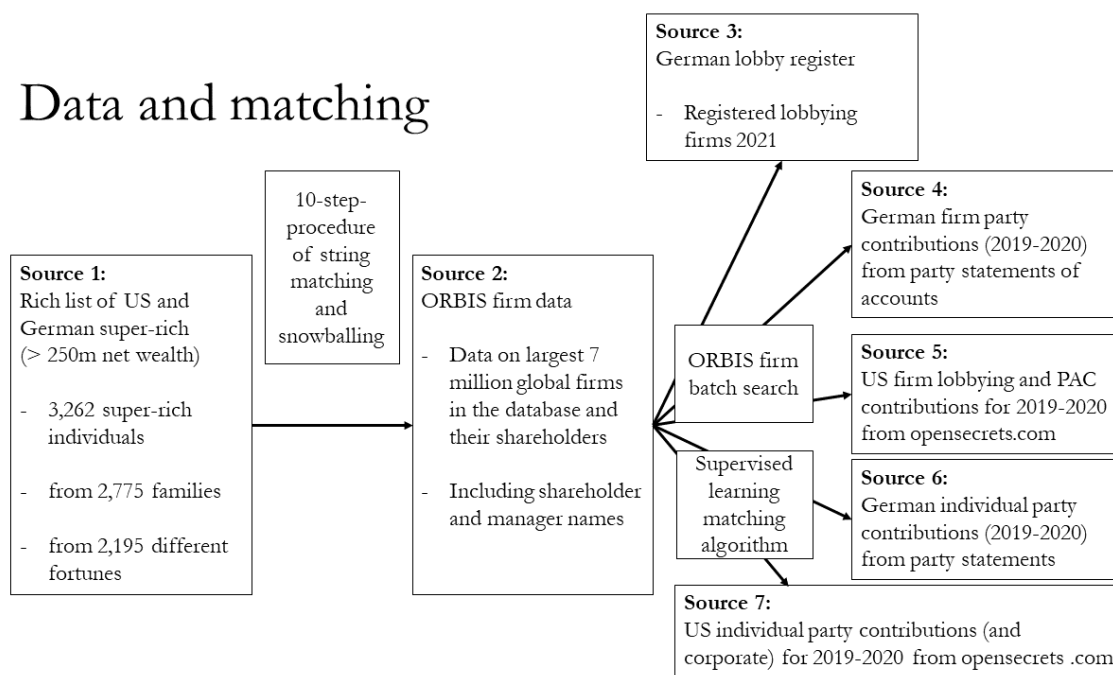 Data and matching
Source 1:
Rich list of US and
German super-rich
(> 250m net wealth)
- 3,262 super-rich
individuals
- from 2,775 families
- from 2,195 different
fortunes
10-step-
procedure
of string
matching
and
snowballing
Source 2:
ORBIS firm data
- Data on largest 7
million global firms
in the database and
their shareholders
- Including shareholder
and manager names
ORBIS firm
batch search
Supervised
learning
matching
algorithm
Source 3:
German lobby register
- Registered lobbying
firms 2021
Source 4:
German firm party
contributions (2019-2020)
from party statements of
accounts
Source 5:
US firm lobbying and PAC
contributions for 2019-2020
from opensecrets.com
Source 6:
German individual party
contributions (2019-2020)
from party statements
Source 7:
US individual party contributions (and
corporate) for 2019-2020 from opensecrets .com